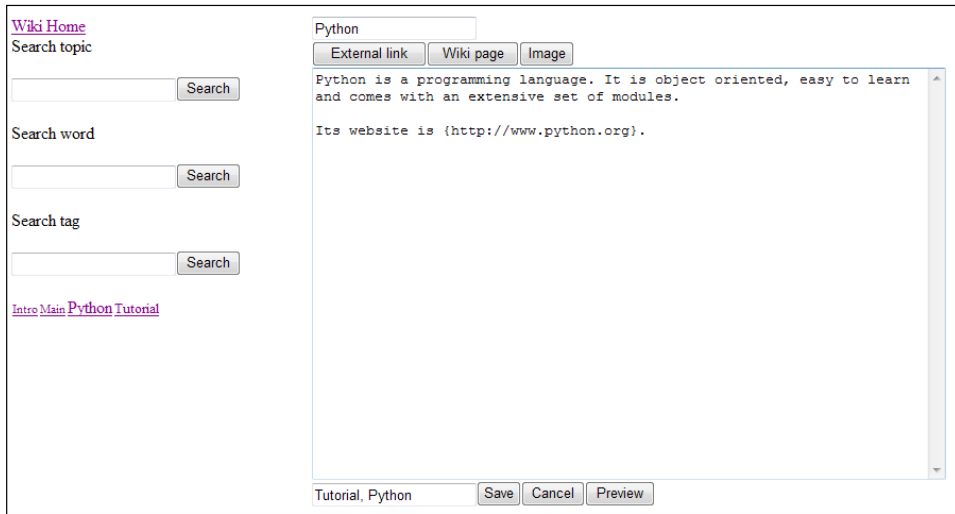 Wiki Home
Search topic
Search
Search word
Search
Search tag
Search
Intro Main Python Tutorial
Python
External link Wiki page Image
Python is a programming language. It is object oriented, easy to learn
and comes with an extensive set of modules.
Its website is {http://www.python.org}.
Tutorial, Python Save Cancel Preview